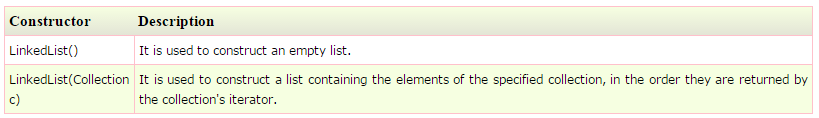 Constructor Description
LinkedList() It is used to construct an empty list.
LinkedList(Collection It is used to construct a list containing the elements of the specified collection, in the order they are returned by
c) the collection's iterator.